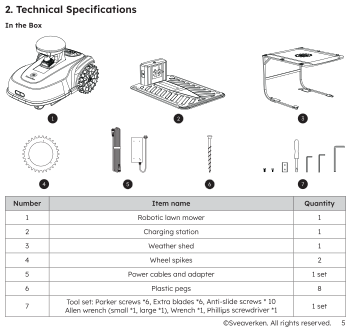 2. Technical Specifications
In the Box
1
2
3
4
5
6
7
Number Item name Quantity
1 Robotic lawn mower 1
2 Charging station 1
3 Weather shed 1
4 Wheel spikes 2
5 Power cables and adapter 1 set
6 Plastic pegs 8
7 Tool set: Parker screws *6, Extra blades *6, Anti-slide screws * 10 1 set
Allen wrench (small *1, large *1), Wrench *1, Phillips screwdriver *1
©Sveaverken. All rights reserved. 5